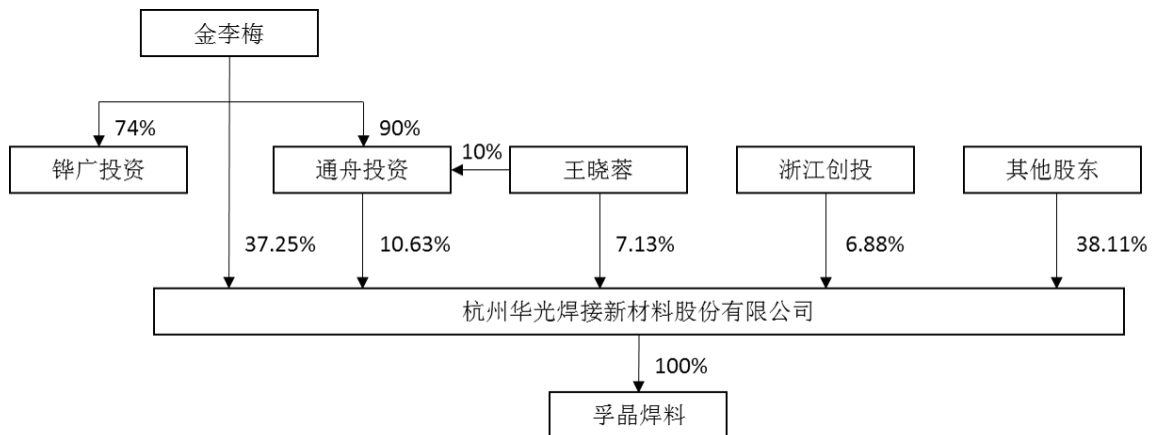 金李梅
74%
90%
10%
铧广投资
通舟投资
王晓蓉
浙江创投
其他股东
37.25%
10.63%
7.13%
6.88%
38.11%
杭州华光焊接新材料股份有限公司
100%
孚晶焊料